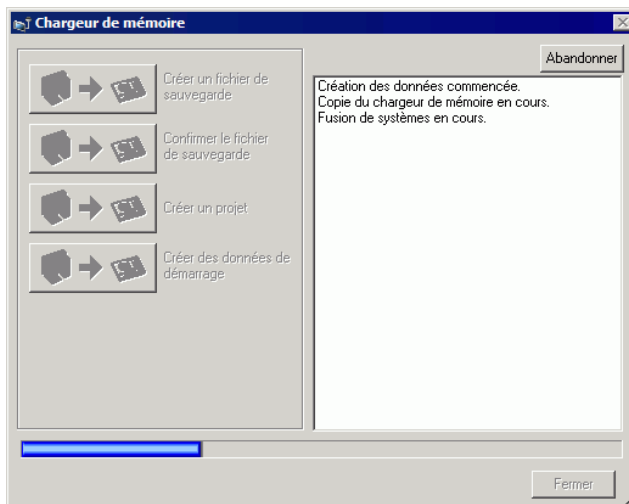 Chargeur de mémoire
Abandonner
Créer un fichier de
sauvegarde
Confirmer le fichier
de sauvegarde
Créer un projet
Créer des données de
démarrage
Création des données commencée.
Copie du chargeur de mémoire en cours.
Fusion de systèmes en cours.
Fermer